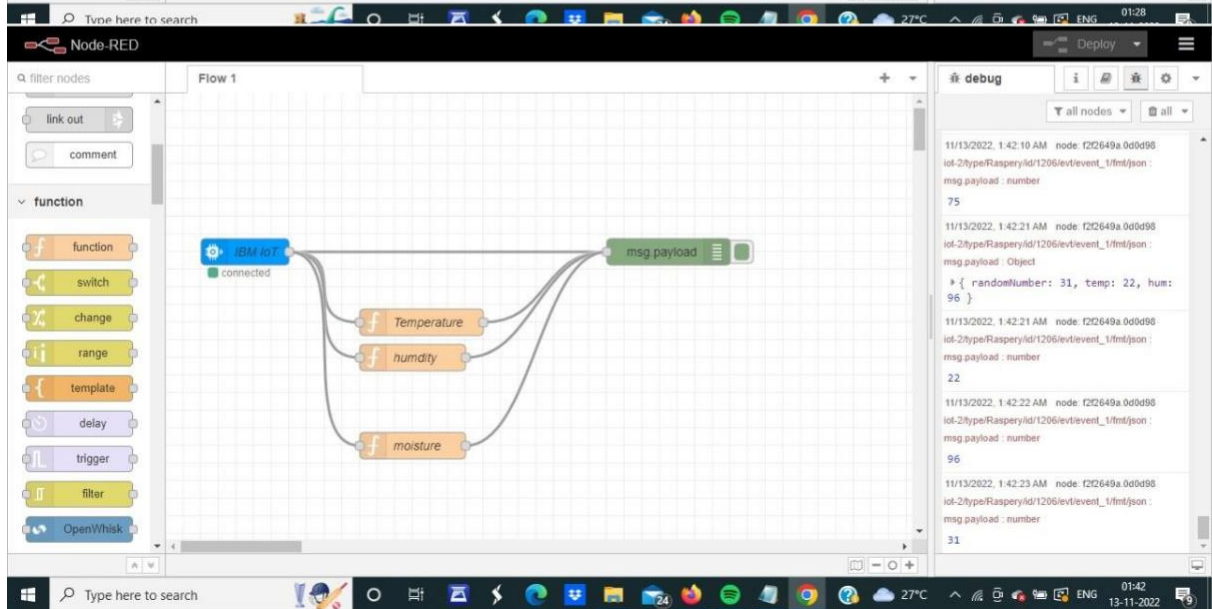 Type here to search
27°C
ENG
01:28
Node-RED
Deploy
filter nodes
Flow 1
debug
i
all nodes
all
link out
comment
function
function
switch
change
range
template
delay
trigger
filter
OpenWhisk
IBM IoT
connected
Temperature
humdity
moisture
msg.payload
11/13/2022, 1:42:10 AM node: f2f2649a.0d0d98
iot-2/type/Raspery/id/1206/evt/event_1/fmt/json :
msg.payload : number
75
11/13/2022, 1:42:21 AM node: f2f2649a.0d0d98
iot-2/type/Raspery/id/1206/evt/event_1/fmt/json :
msg.payload : Object
{ randomNumber: 31, temp: 22, hum:
96 }
11/13/2022, 1:42:21 AM node: f2f2649a.0d0d98
iot-2/type/Raspery/id/1206/evt/event_1/fmt/json :
msg.payload : number
22
11/13/2022, 1:42:22 AM node: f2f2649a.0d0d98
iot-2/type/Raspery/id/1206/evt/event_1/fmt/json :
msg.payload : number
96
11/13/2022, 1:42:23 AM node: f2f2649a.0d0d98
iot-2/type/Raspery/id/1206/evt/event_1/fmt/json :
msg.payload : number
31
Type here to search
24
27°C
ENG
01:42
13-11-2022